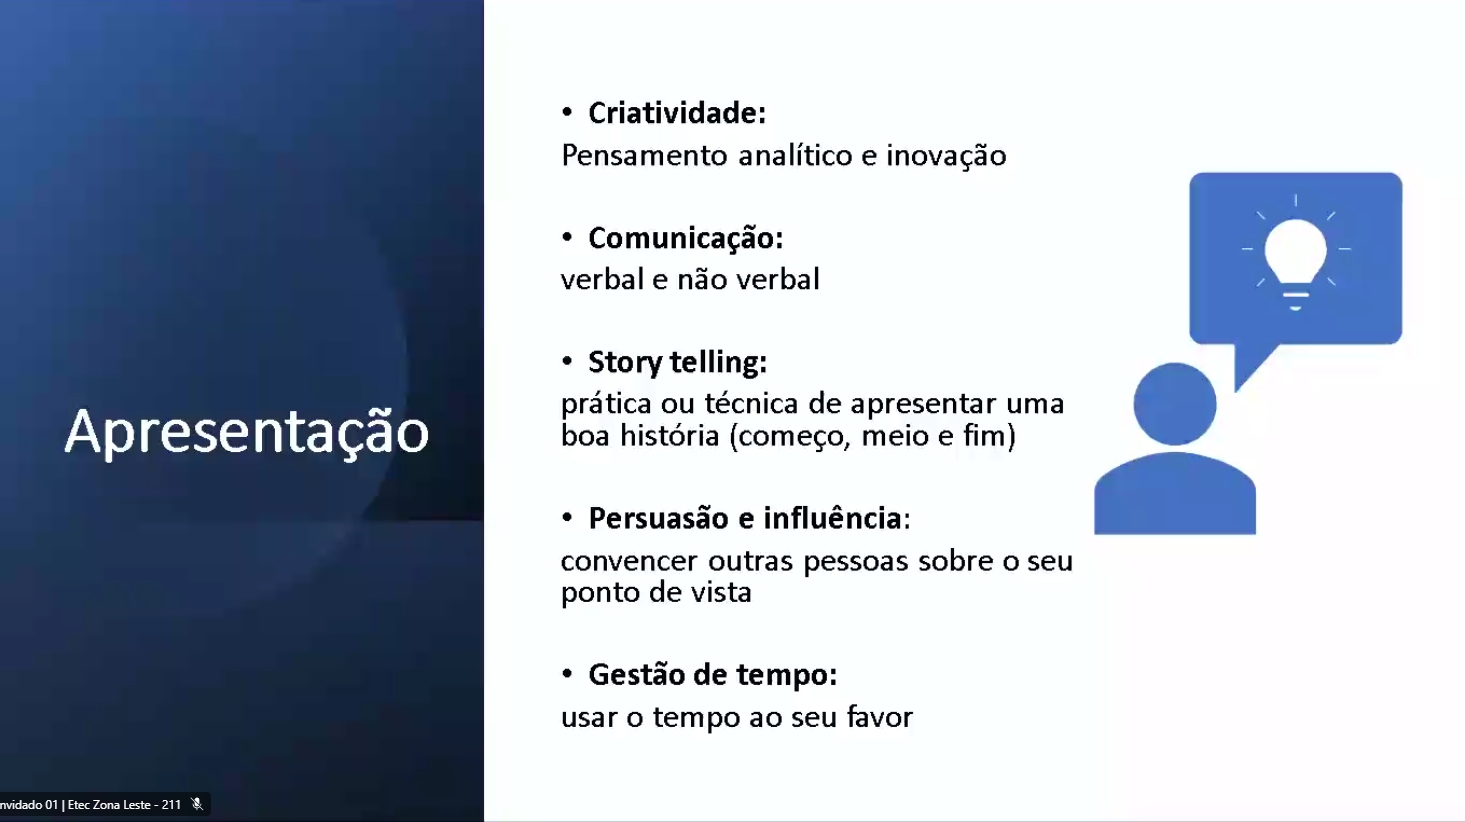 Apresentação
• Criatividade:
Pensamento analítico e inovação
• Comunicação:
verbal e não verbal
• Story telling:
prática ou técnica de apresentar uma
boa história (começo, meio e fim)
• Persuasão e influência:
convencer outras pessoas sobre o seu
ponto de vista
• Gestão de tempo:
usar o tempo ao seu favor
nvidado 01 | Etec Zona Leste - 211